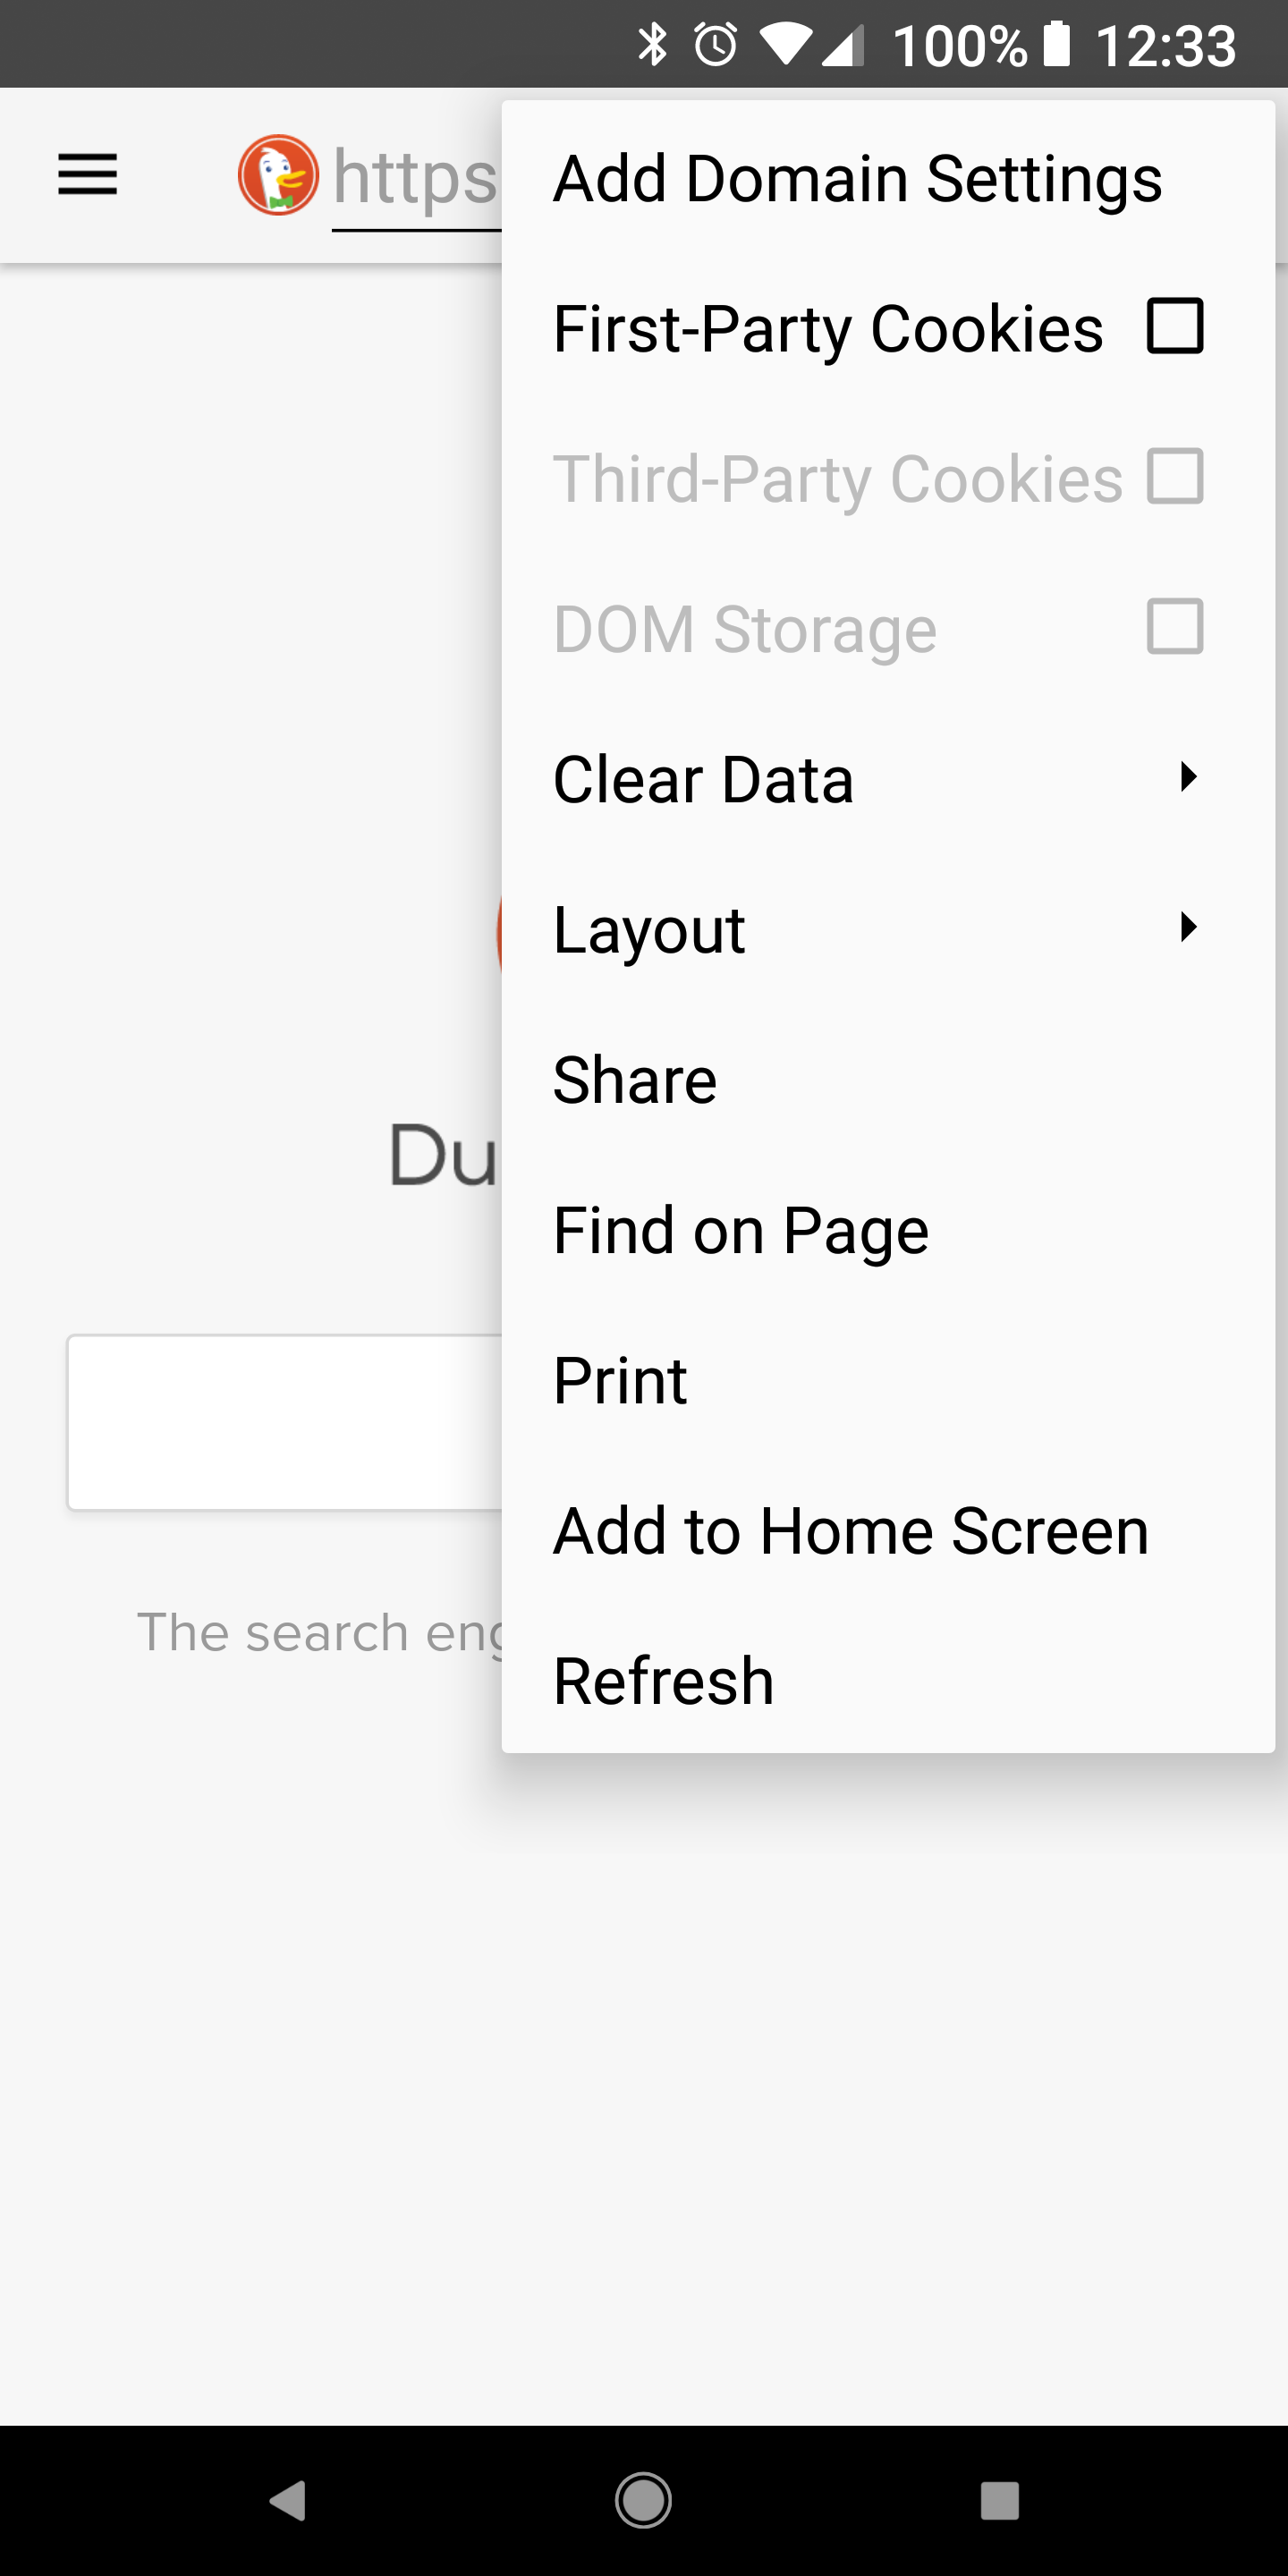 100% 12:33
https
Add Domain Settings
First-Party Cookies
Third-Party Cookies
DOM Storage
Clear Data
Layout
Share
Du
Find on Page
Print
Add to Home Screen
The search eng
Refresh